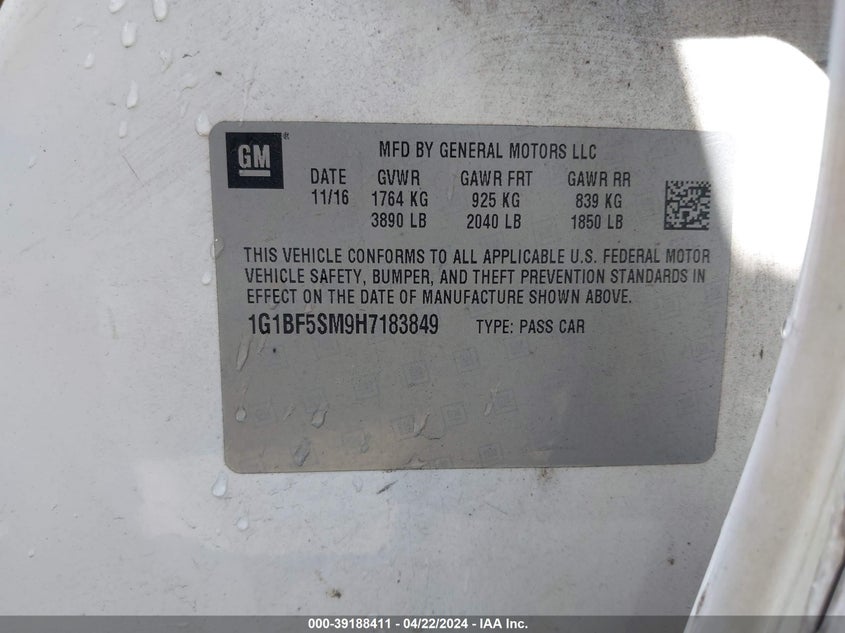 GM®
MFD BY GENERAL MOTORS LLC
DATE GVWR GAWR FRT GAWR RR
11/16 1764 KG 925 KG 839 KG
3890 LB 2040 LB 1850 LB
THIS VEHICLE CONFORMS TO ALL APPLICABLE U.S. FEDERAL MOTOR
VEHICLE SAFETY, BUMPER, AND THEFT PREVENTION STANDARDS IN
EFFECT ON THE DATE OF MANUFACTURE SHOWN ABOVE.
1G1BF5SM9H7183849 TYPE: PASS CAR
000-39188411 - 04/22/2024 - IAA Inc.